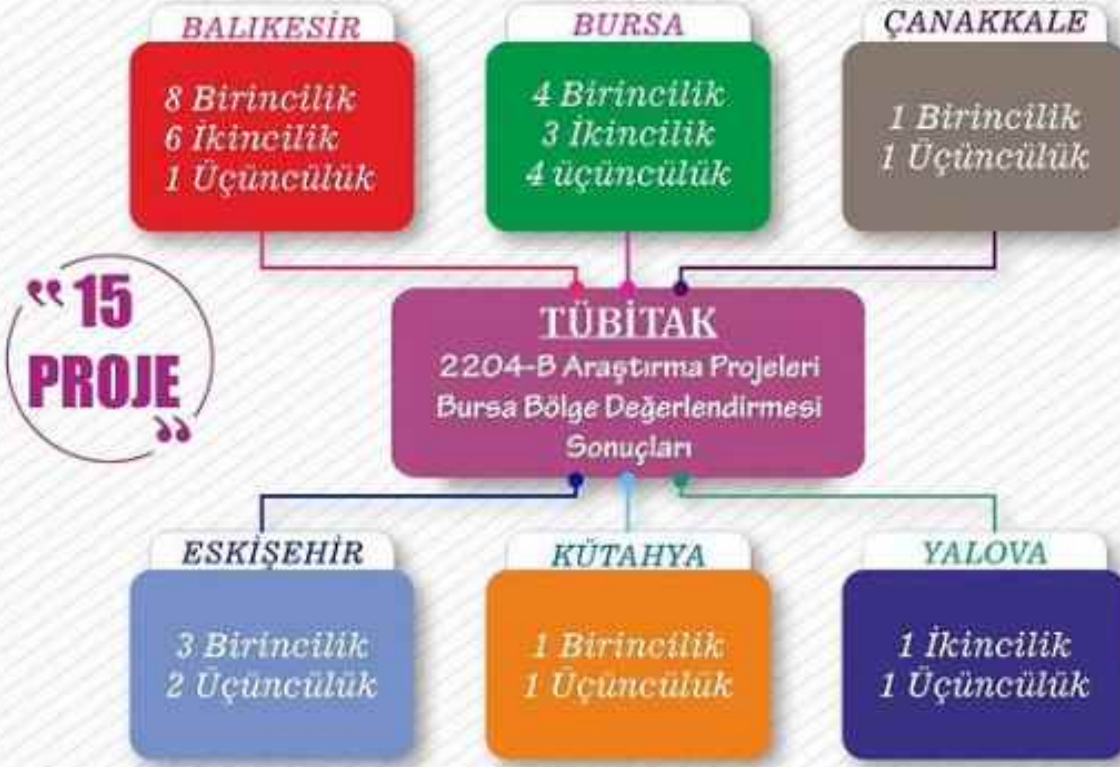 BALIKESİR
8 Birincilik
6 İkincilik
1 Üçüncülük
BURSA
4 Birincilik
3 İkincilik
4 üçüncülük
ÇANAKKALE
1 Birincilik
1 Üçüncülük
“15
PROJE”
TÜBİTAK
2204-B Araştırma Projeleri
Bursa Bölge Değerlendirmesi
Sonuçları
ESKİŞEHİR
3 Birincilik
2 Üçüncülük
KÜTAHYA
1 Birincilik
1 Üçüncülük
YALOVA
1 İkincilik
1 Üçüncülük